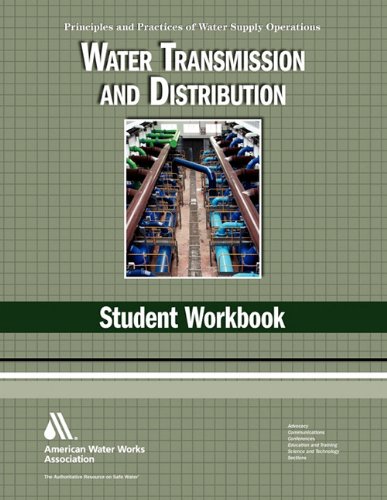 Principles and Practices of Water Supply Operations
WATER TRANSMISSION
AND DISTRIBUTION
Student Workbook
American Water Works
Association
The Authoritative Resource on Safe Water®
Advocacy
Communications
Conferences
Education and Training
Science and Technology
Sections